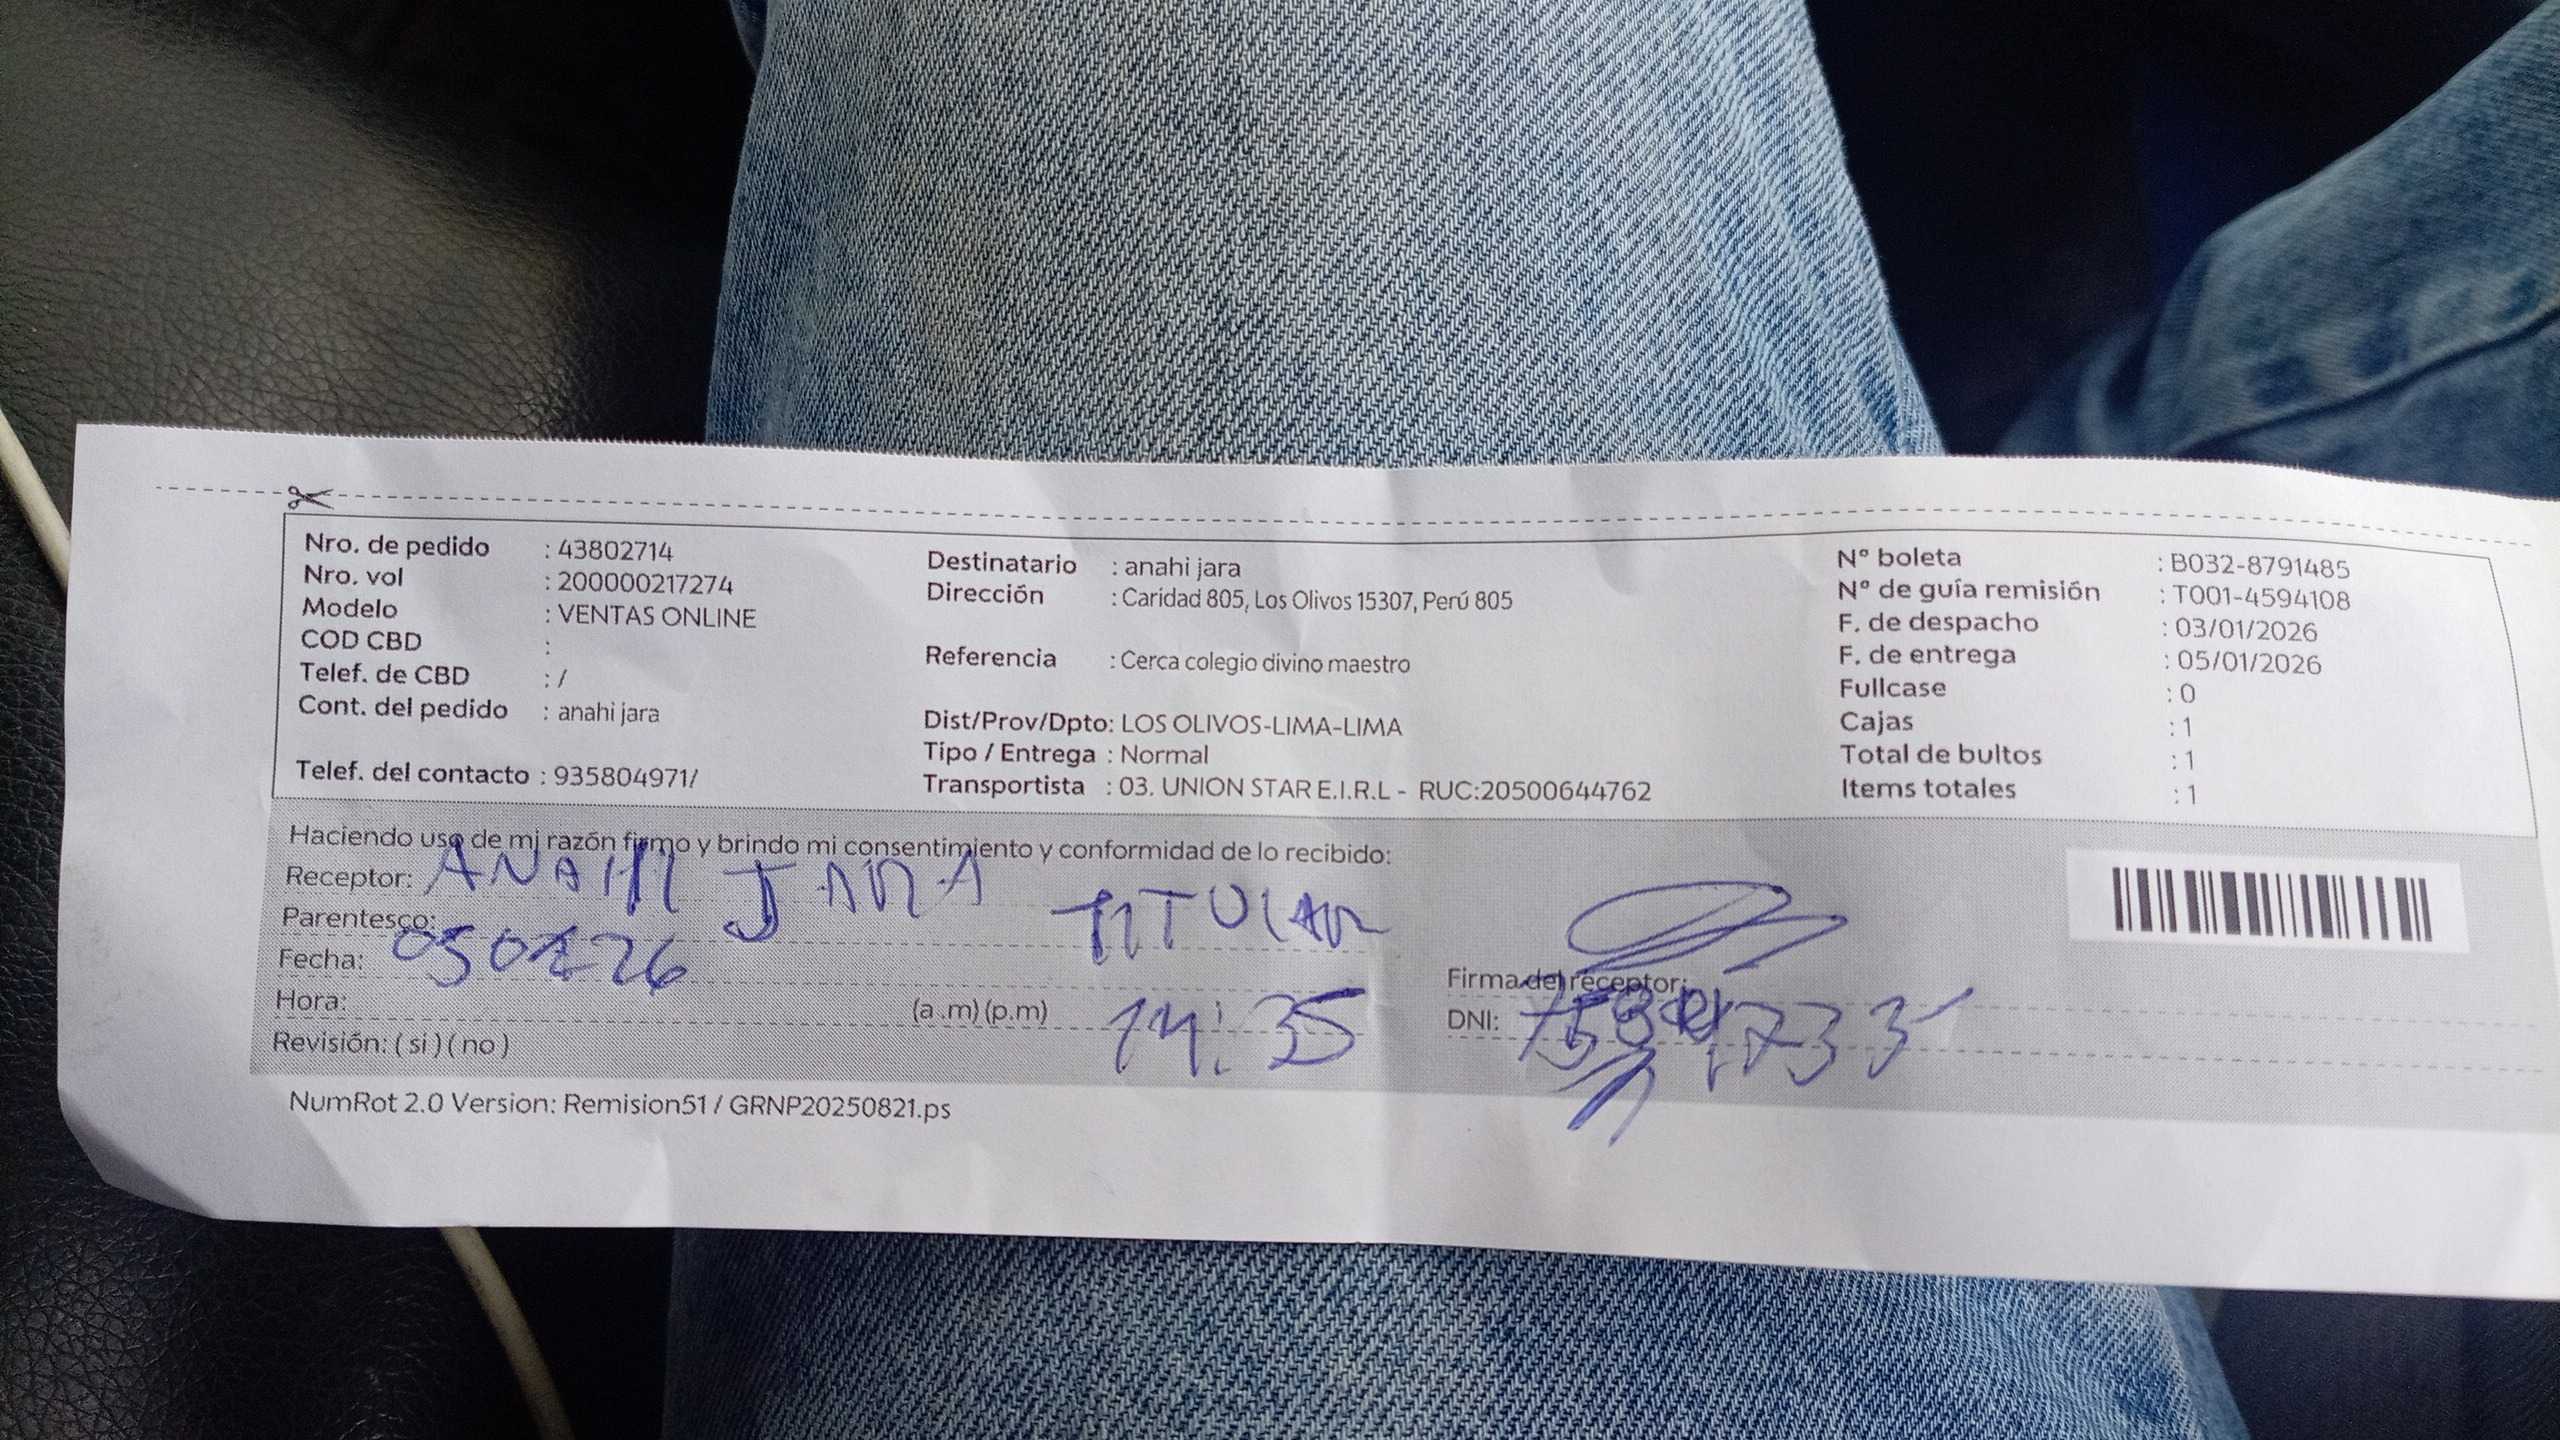 Nro. de pedido : 43802714
Nro. vol : 200000217274
Modelo : VENTAS ONLINE
COD CBD :
Telef. de CBD : /
Cont. del pedido : anahi jara
Telef. del contacto : 935804971/
Destinatario : anahi jara
Dirección : Caridad 805, Los Olivos 15307, Perú 805
Referencia : Cerca colegio divino maestro
Dist/Prov/Dpto: LOS OLIVOS-LIMA-LIMA
Tipo / Entrega : Normal
Transportista : 03. UNION STAR E.I.R.L - RUC:20500644762
N° boleta : B032-8791485
N° de guía remisión : T001-4594108
F. de despacho : 03/01/2026
F. de entrega : 05/01/2026
Fullcase : 0
Cajas : 1
Total de bultos : 1
Items totales : 1
Haciendo uso de mi razón firmo y brindo mi consentimiento y conformidad de lo recibido:
Receptor: JARA
Parentesco: TITULAR
Fecha:
Hora: (a .m) (p.m) 14:35
Revisión: ( si ) ( no )
Firma del receptor:
DNI:
NumRot 2.0 Version: Remision51 / GRNP20250821.ps